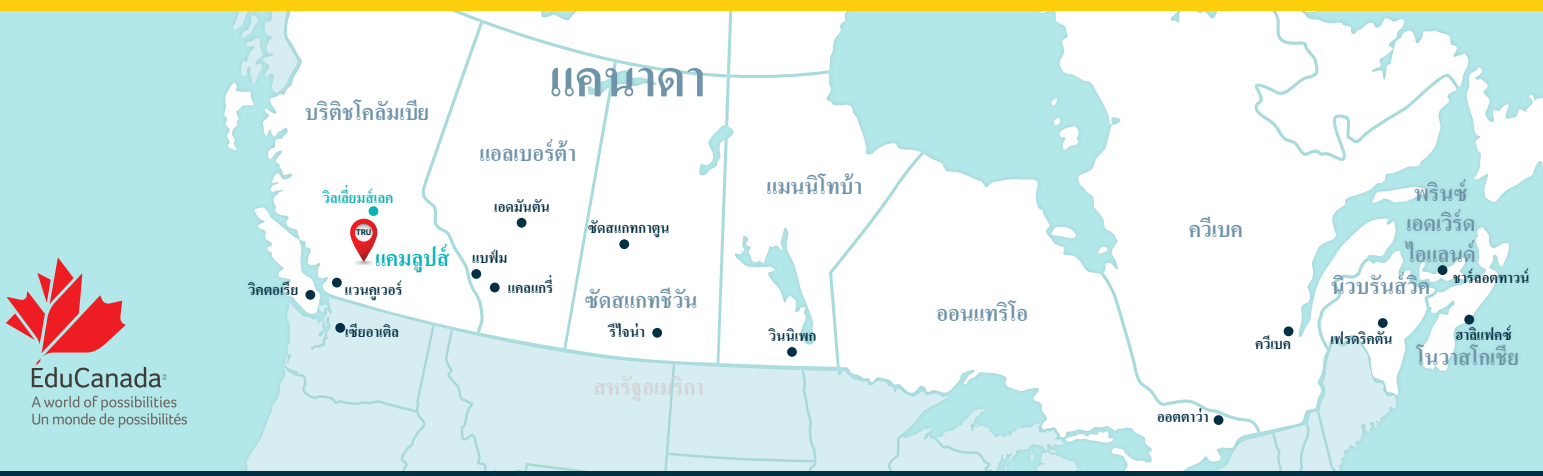 แคนาดา
บริติชโคลัมเบีย
แอลเบอร์ต้า
แมนนิโทบ้า
วิลเลี่ยมส์เลค
พรินซ์
เอดเวิร์ด
ไอแลนด์
เอดมันตัน
ซัดสแกทกาตูน
ควีเบค
TRU
แคมลูปส์
แบฟฟ์ม
ชาร์ลอตทาวน์
วิคตอเรีย
แวนคูเวอร์
แคลแกรี่
นิวบรันส์วิค
ซัดสแกทชีวัน
ออนแทริโอ
เซียอาเติล
รีไจน่า
วินนิเพก
ควีเบค
เฟรดริคตัน
ฮาลิแฟคซ์
โนวาสโกเชีย
สหรัฐอเมริกา
ออตตาว่า
EduCanada
A world of possibilities
Un monde de possibilités